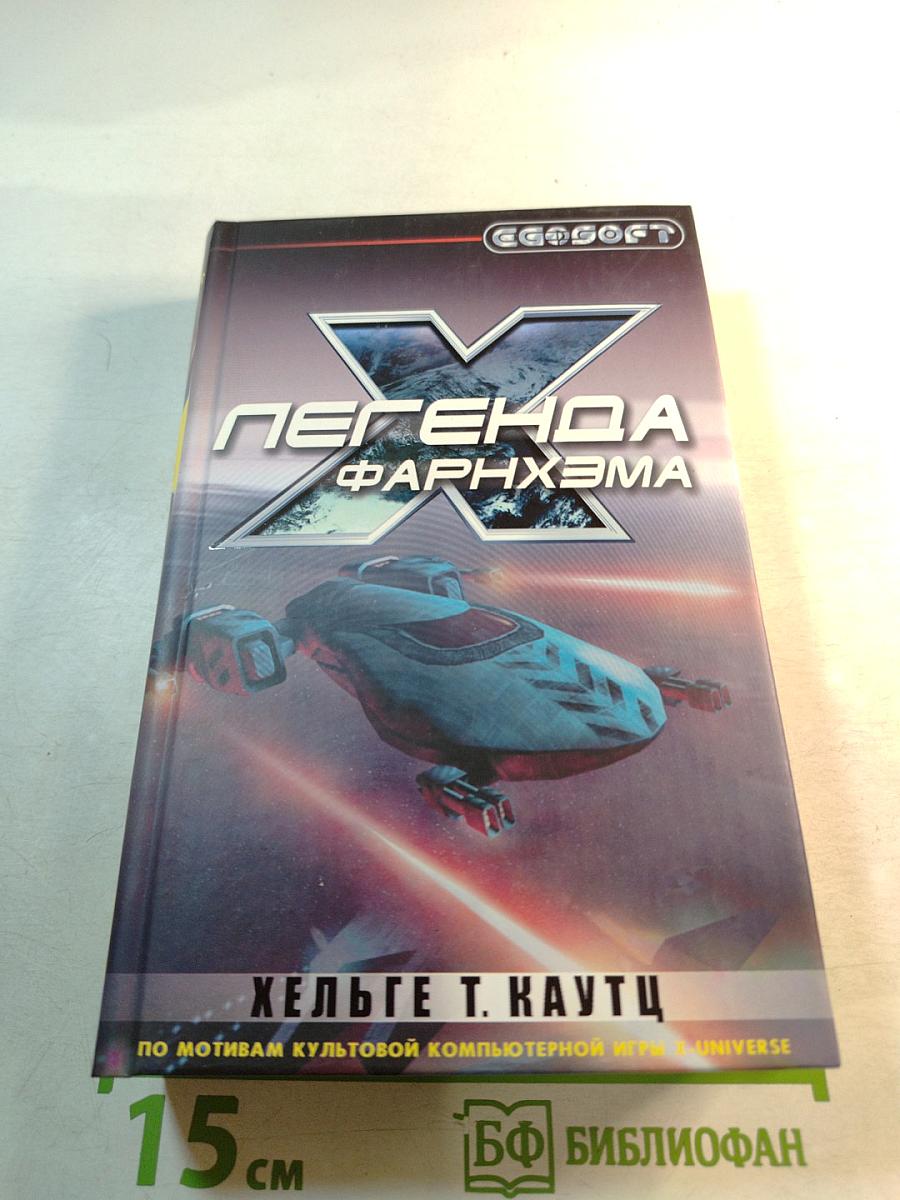 EGOSOFT
X
ЛЕГЕНДА
ФАРНХЭМА
ХЕЛЬГЕ Т. КАУТЦ
ПО МОТИВАМ КУЛЬТОВОЙ КОМПЬЮТЕРНОЙ ИГРЫ X-UNIVERSE
15 см
БФ БИБЛИОФАН